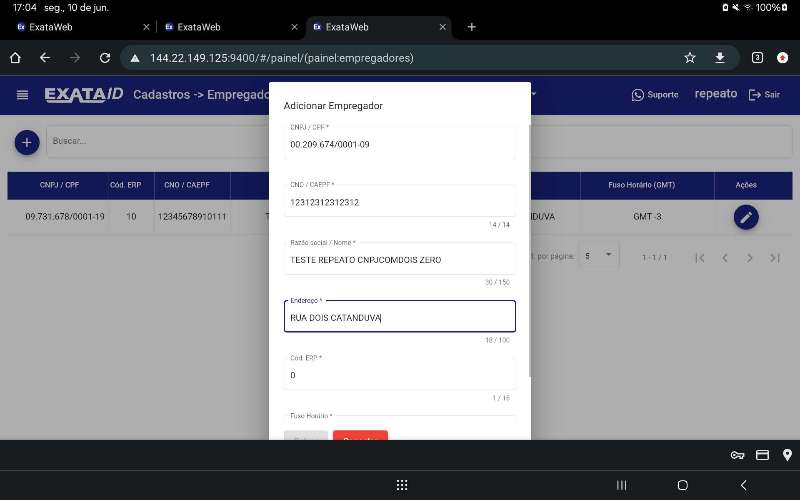 17:04 seg., 10 de jun.
100%
ExataWeb
ExataWeb
ExataWeb
144.22.149.125:9400/#/painel/(painel:empregadores)
3
EXATAID Cadastros -> Empregado
Suporte
repeato
Sair
Adicionar Empregador
CNPJ / CPF *
00.209.674/0001-09
Buscar...
CNO / CAEPF *
12312312312312
14 / 14
CNPJ / CPF
Cód. ERP
CNO / CAEPF
Fuso Horário (GMT)
Ações
09.731.678/0001-19
10
12345678910111
DUVA
GMT -3
Razão social / Nome *
TESTE REPEATO CNPJCOMDOIS ZERO
30 / 150
por página:
5
1 - 1 / 1
Endereço *
RUA DOIS CATANDUVA
18 / 100
Cód. ERP *
0
1 / 16
Fuso Horário *